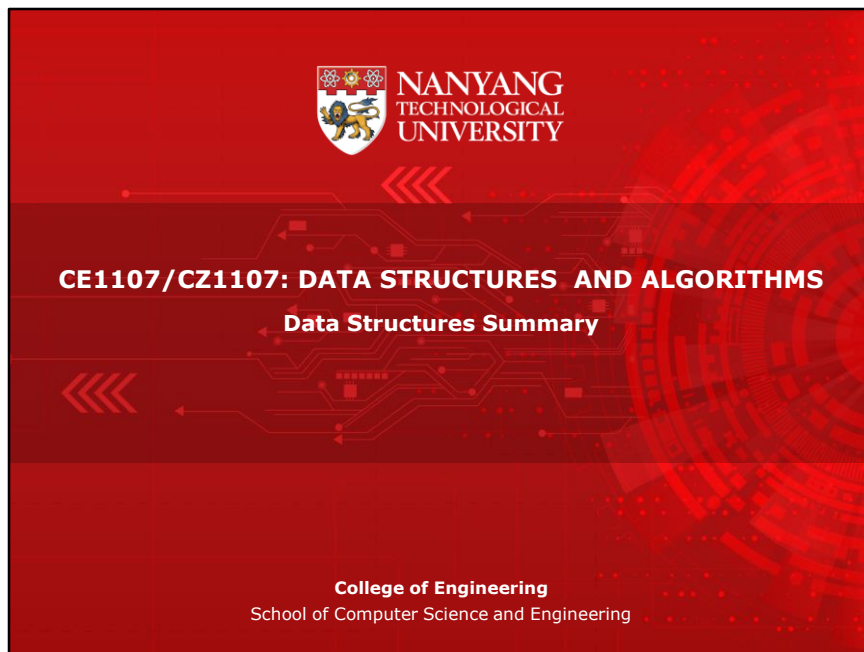 NANYANG
TECHNOLOGICAL
UNIVERSITY
CE1107/CZ1107: DATA STRUCTURES AND ALGORITHMS
Data Structures Summary
College of Engineering
School of Computer Science and Engineering